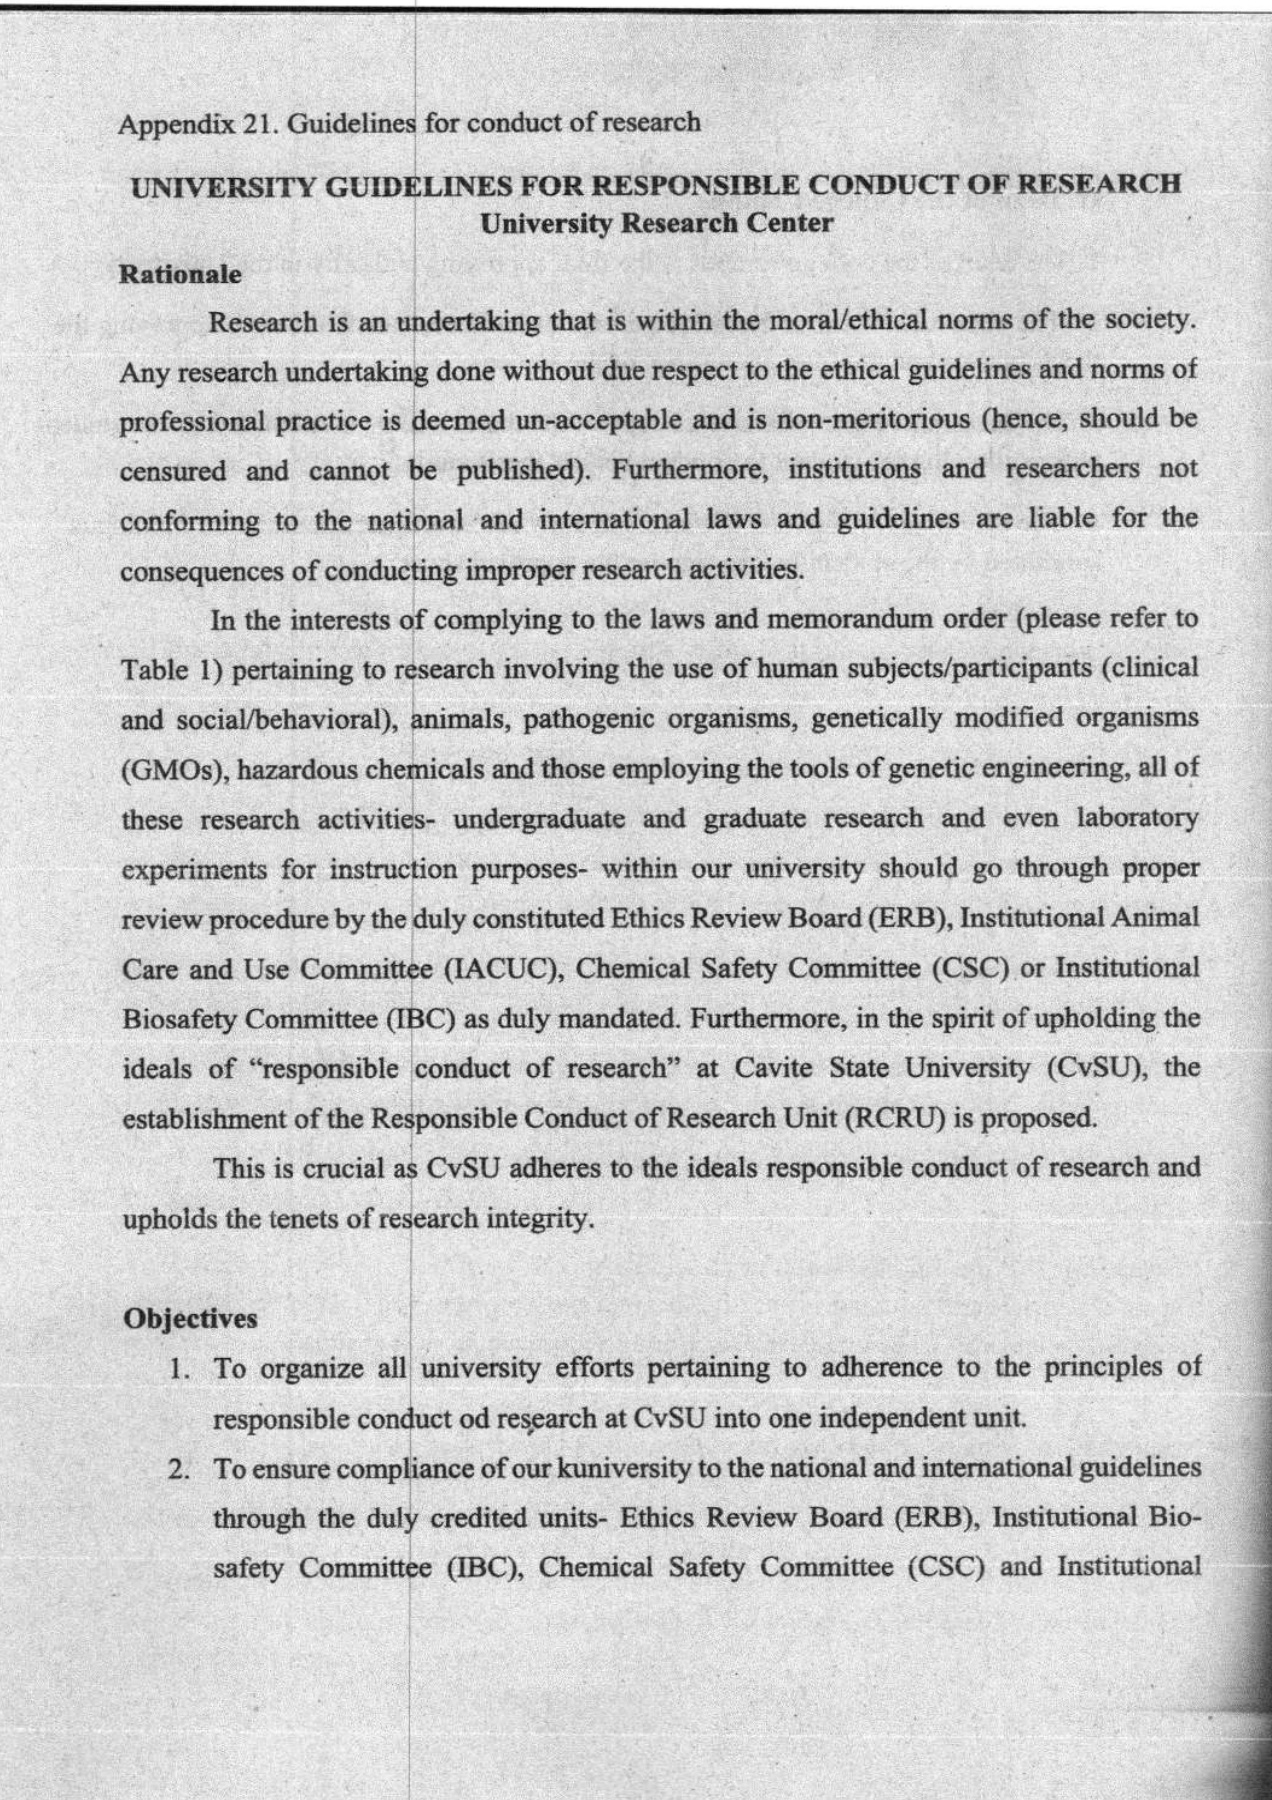 Appendix 21. Guidelines for conduct of research
UNIVERSITY GUIDELINES FOR RESPONSIBLE CONDUCT OF RESEARCH
University Research Center
Rationale
Research is an undertaking that is within the moral/ethical norms of the society.
Any research undertaking done without due respect to the ethical guidelines and norms of
professional practice is deemed un-acceptable and is non-meritorious (hence, should be
censured and cannot be published). Furthermore, institutions and researchers not
conforming to the national and international laws and guidelines are liable for the
consequences of conducting improper research activities.
In the interests of complying to the laws and memorandum order (please refer to
Table 1) pertaining to research involving the use of human subjects/participants (clinical
and social/behavioral), animals, pathogenic organisms, genetically modified organisms
(GMOs), hazardous chemicals and those employing the tools of genetic engineering, all of
these research activities- undergraduate and graduate research and even laboratory
experiments for instruction purposes- within our university should go through proper
review procedure by the duly constituted Ethics Review Board (ERB), Institutional Animal
Care and Use Committee (IACUC), Chemical Safety Committee (CSC) or Institutional
Biosafety Committee (IBC) as duly mandated. Furthermore, in the spirit of upholding the
ideals of “responsible conduct of research” at Cavite State University (CvSU), the
establishment of the Responsible Conduct of Research Unit (RCRU) is proposed.
This is crucial as CvSU adheres to the ideals responsible conduct of research and
upholds the tenets of research integrity.
Objectives
1. To organize all university efforts pertaining to adherence to the principles of
responsible conduct od research at CvSU into one independent unit.
2. To ensure compliance of our kuniversity to the national and international guidelines
through the duly credited units- Ethics Review Board (ERB), Institutional Bio-
safety Committee (IBC), Chemical Safety Committee (CSC) and Institutional